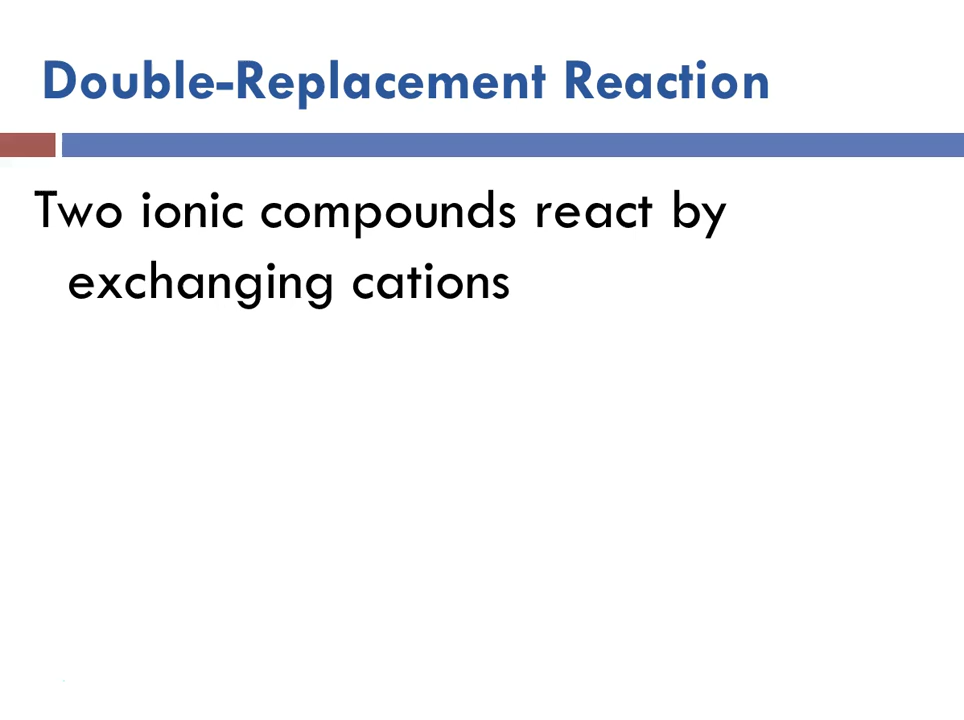 Double-Replacement Reaction
Two ionic compounds react by
exchanging cations